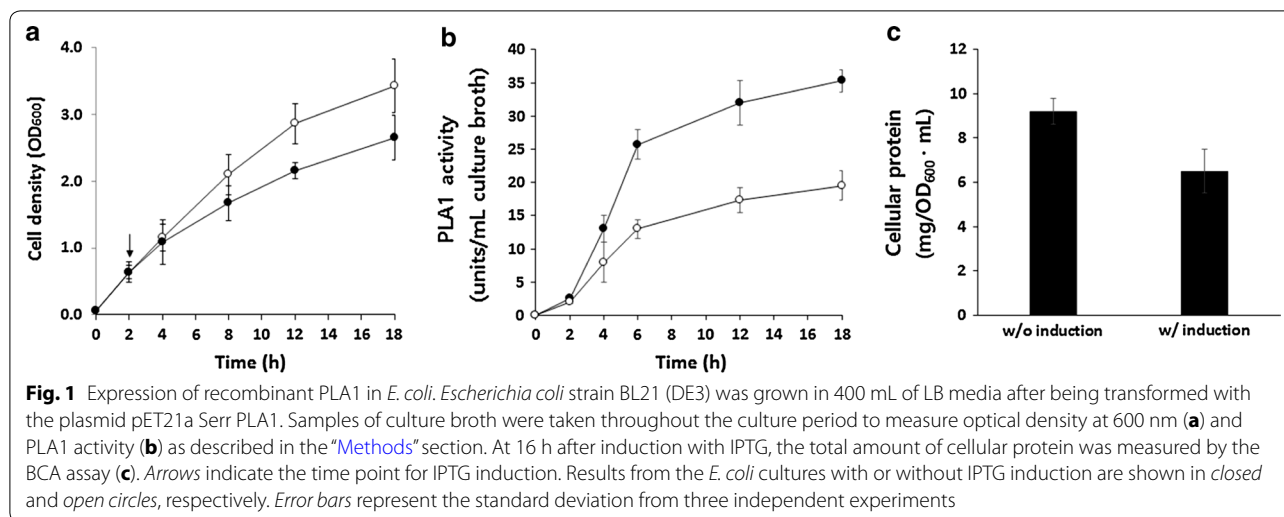 a
4.0
3.0
2.0
1.0
0.0
Cell density (OD600)
0 2 4 6 8 10 12 14 16 18
Time (h)
b
40
35
30
25
20
15
10
5
0
PLA1 activity
(units/mL culture broth)
0 2 4 6 8 10 12 14 16 18
Time (h)
c
12
10
8
6
4
2
0
Cellular protein
(mg/OD600 · mL)
w/o induction w/ induction
Fig. 1 Expression of recombinant PLA1 in E. coli. Escherichia coli strain BL21 (DE3) was grown in 400 mL of LB media after being transformed with
the plasmid pET21a Serr PLA1. Samples of culture broth were taken throughout the culture period to measure optical density at 600 nm (a) and
PLA1 activity (b) as described in the “Methods” section. At 16 h after induction with IPTG, the total amount of cellular protein was measured by the
BCA assay (c). Arrows indicate the time point for IPTG induction. Results from the E. coli cultures with or without IPTG induction are shown in closed
and open circles, respectively. Error bars represent the standard deviation from three independent experiments